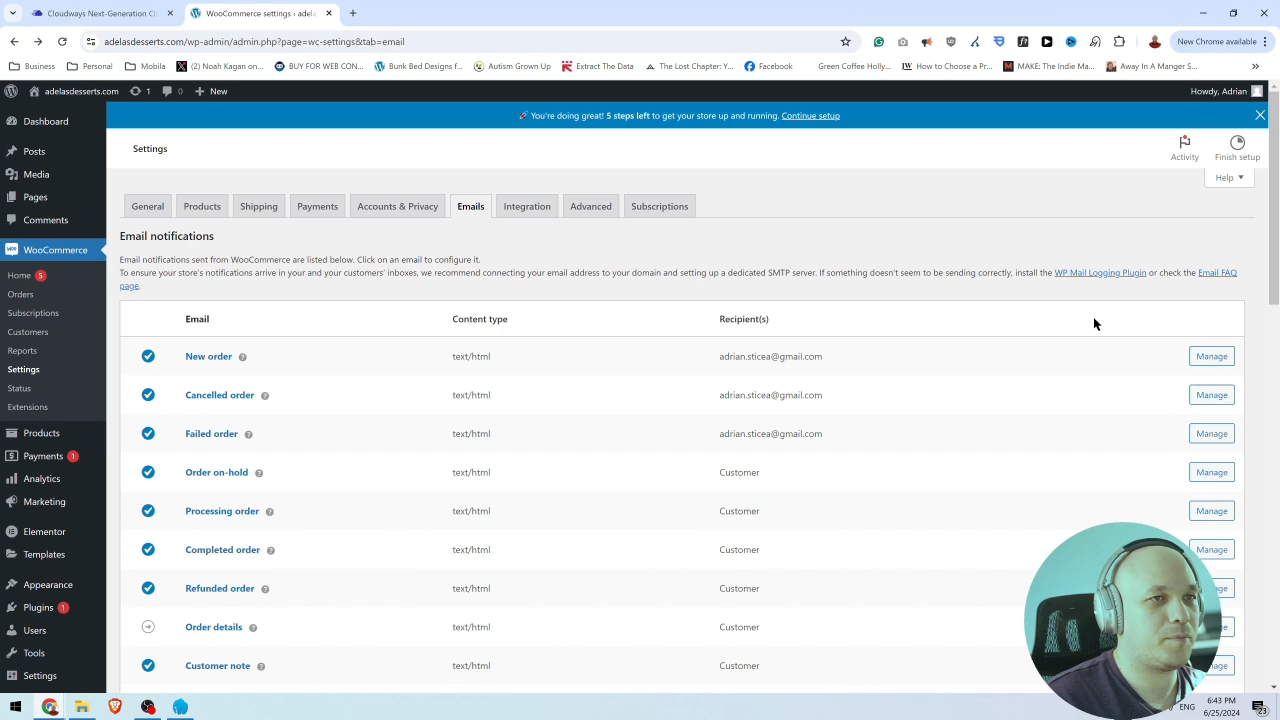 Cloudways Next-Generation Cl
WooCommerce settings ‹ adela
adelasdesserts.com/wp-admin/admin.php?page=wc-settings&tab=email
New Chrome available
Business
Personal
Mobila
(2) Noah Kagan on...
BUY FOR WEB CON...
Bunk Bed Designs f...
Autism Grown Up
Extract The Data
The Lost Chapter: Y...
Facebook
Green Coffee Holly...
How to Choose a Pr...
MAKE: The Indie Ma...
Away In A Manger S...
adelasdesserts.com
1
0
New
Howdy, Adrian
🚀 You're doing great! 5 steps left to get your store up and running. Continue setup
Settings
Activity
Finish setup
Help
Dashboard
Posts
Media
Pages
Comments
WooCommerce
Home 5
Orders
Subscriptions
Customers
Reports
Settings
Status
Extensions
Products
Payments 1
Analytics
Marketing
Elementor
Templates
Appearance
Plugins 1
Users
Tools
Settings
General
Products
Shipping
Payments
Accounts & Privacy
Emails
Integration
Advanced
Subscriptions
Email notifications
Email notifications sent from WooCommerce are listed below. Click on an email to configure it.
To ensure your store's notifications arrive in your and your customers' inboxes, we recommend connecting your email address to your domain and setting up a dedicated SMTP server. If something doesn't seem to be sending correctly, install the WP Mail Logging Plugin or check the Email FAQ
page.
Email Content type Recipient(s)
New order text/html adrian.sticea@gmail.com Manage
Cancelled order text/html adrian.sticea@gmail.com Manage
Failed order text/html adrian.sticea@gmail.com Manage
Order on-hold text/html Customer Manage
Processing order text/html Customer Manage
Completed order text/html Customer Manage
Refunded order text/html Customer
Order details text/html Customer
Customer note text/html Customer
ENG
6:43 PM
6/25/2024
23